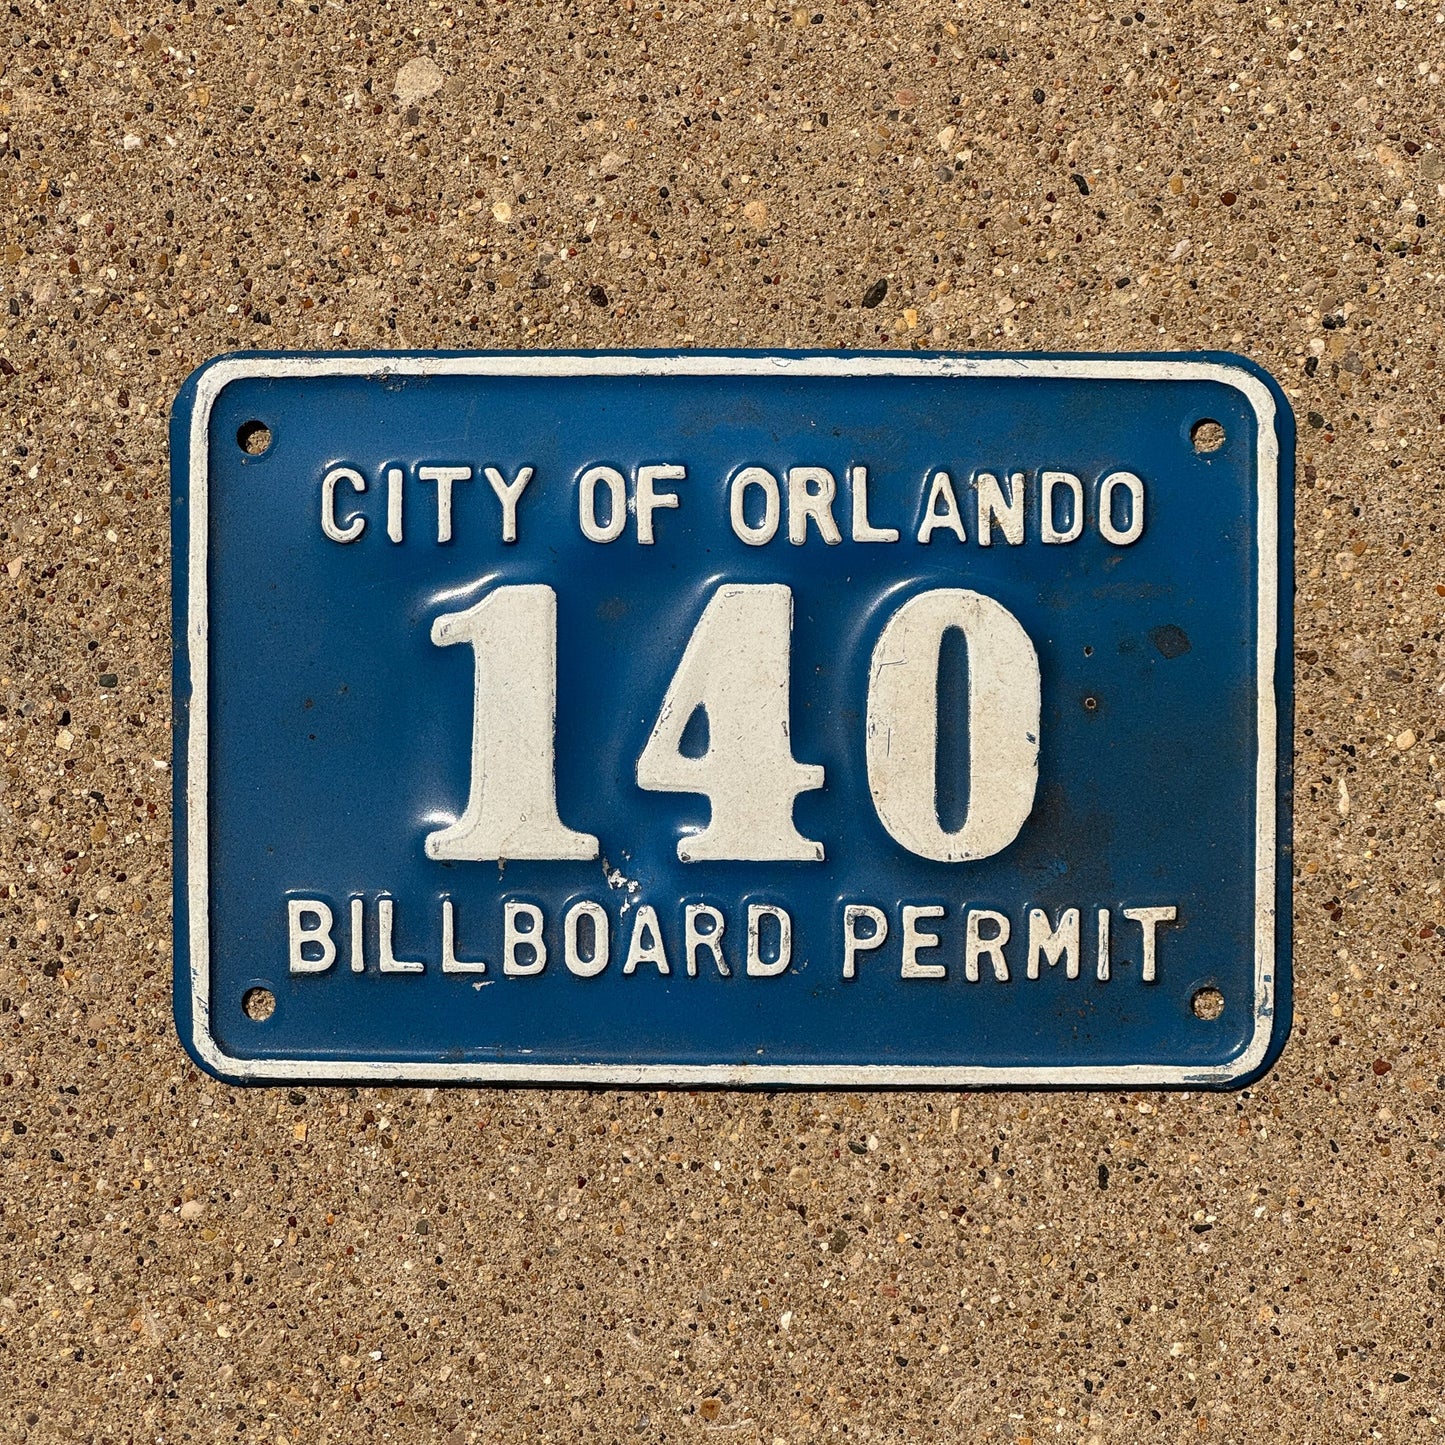 CITY OF ORLANDO
140
BILLBOARD PERMIT